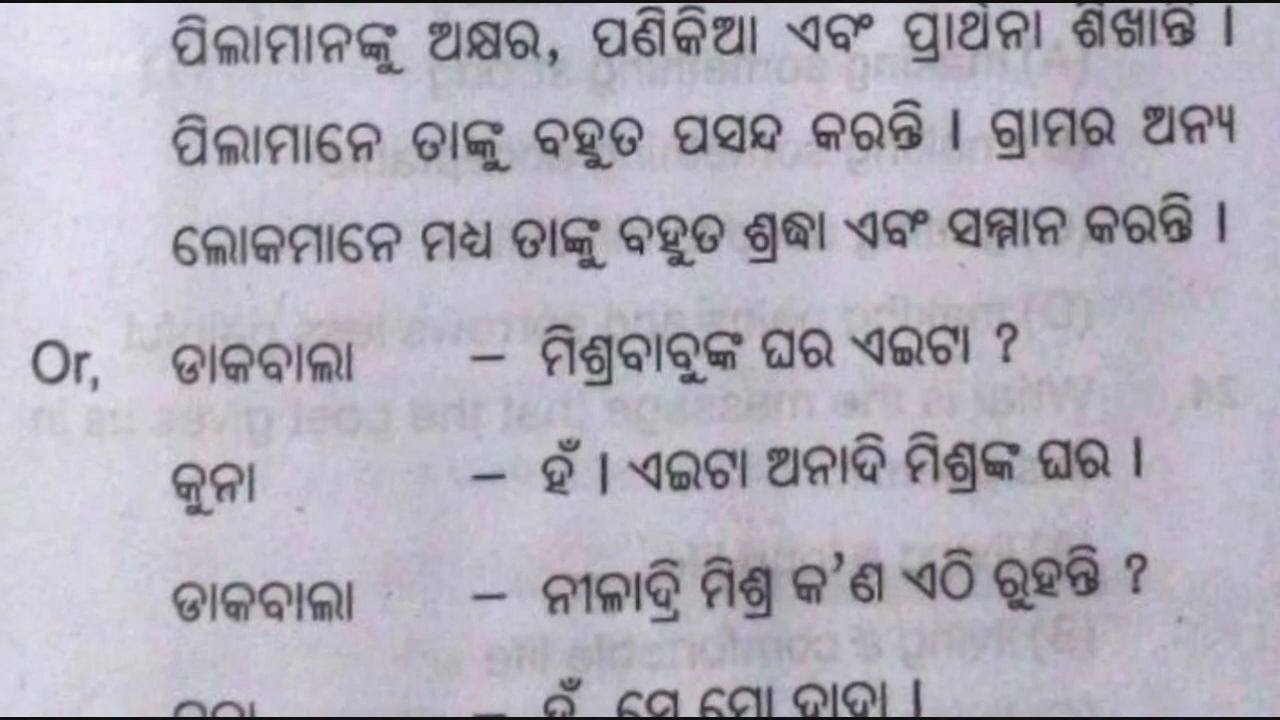 ପିଲାମାନଙ୍କୁ ଅକ୍ଷର, ପଣିକିଆ ଏବଂ ପ୍ରାର୍ଥନା ଶିଖାନ୍ତି ।
ପିଲାମାନେ ତାଙ୍କୁ ବହୁତ ପସନ୍ଦ କରନ୍ତି । ଗ୍ରାମର ଅନ୍ୟ
ଲୋକମାନେ ମଧ୍ୟ ତାଙ୍କୁ ବହୁତ ଶ୍ରଦ୍ଧା ଏବଂ ସମ୍ମାନ କରନ୍ତି ।
Or, ଡାକବାଲା – ମିଶ୍ରବାବୁଙ୍କ ଘର ଏଇଟା ?
କୁନା – ହଁ । ଏଇଟା ଅନାଦି ମିଶ୍ରଙ୍କ ଘର ।
ଡାକବାଲା – ନୀଳାଦ୍ରି ମିଶ୍ର କ'ଣ ଏଠି ରୁହନ୍ତି ?
– ହଁ ସେ ମୋ ଦାଦା ।